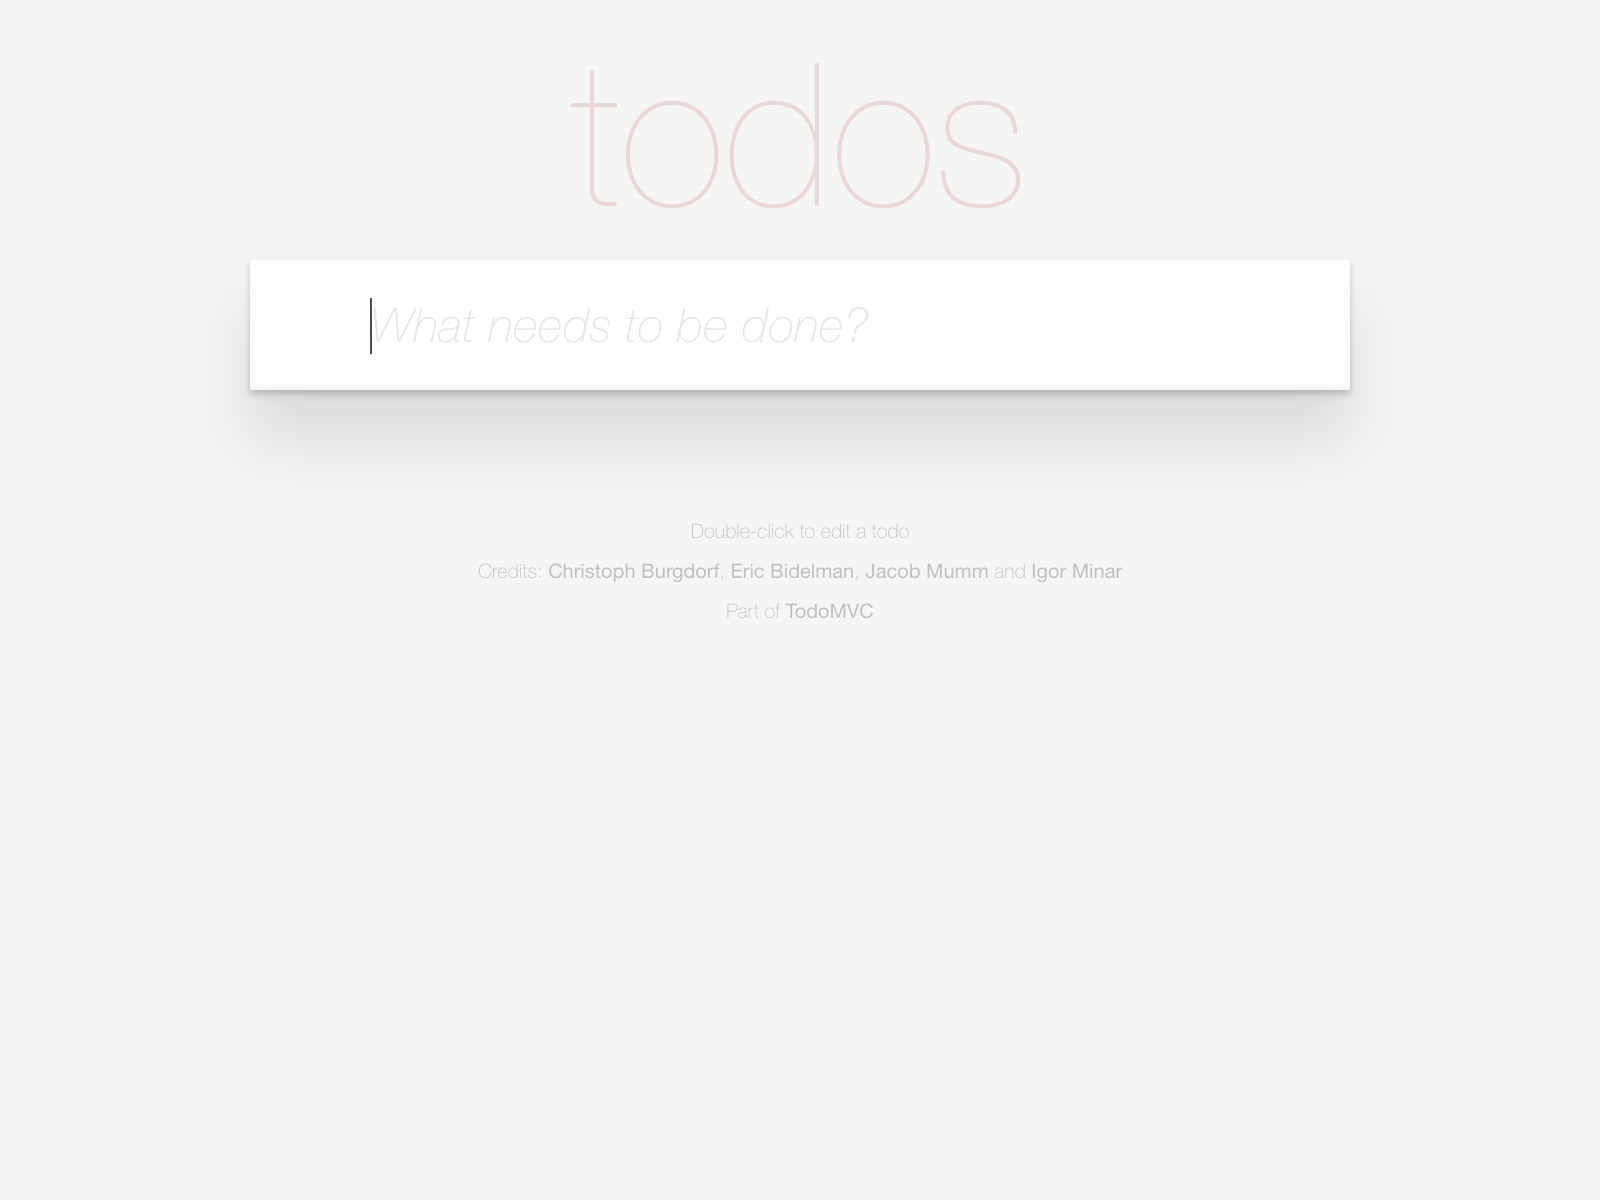 todos
What needs to be done?
Double-click to edit a todo
Credits: Christoph Burgdorf, Eric Bidelman, Jacob Mumm and Igor Minar
Part of TodoMVC